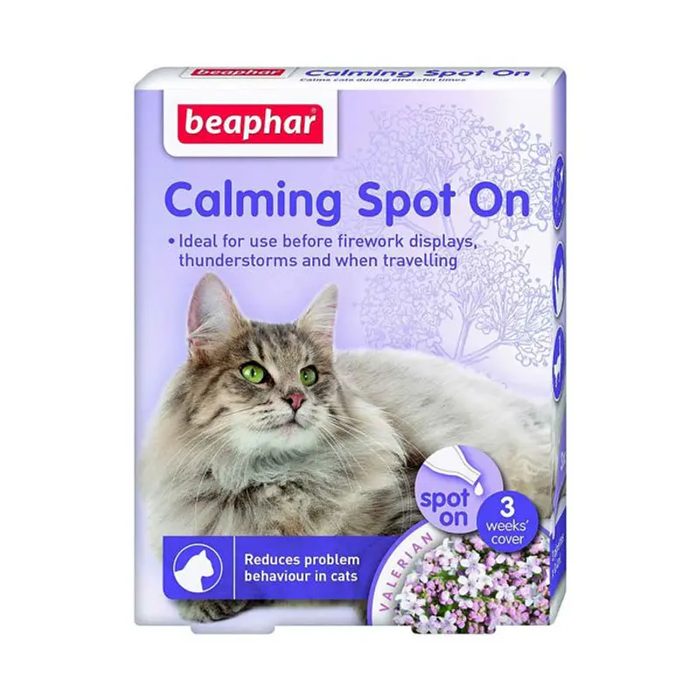 beaphar Calming Spot On
Calms cats during stressful times
beaphar
Calming Spot On
• Ideal for use before firework displays,
thunderstorms and when travelling
spot
on
3
weeks'
cover
VALERIAN
Reduces problem
behaviour in cats